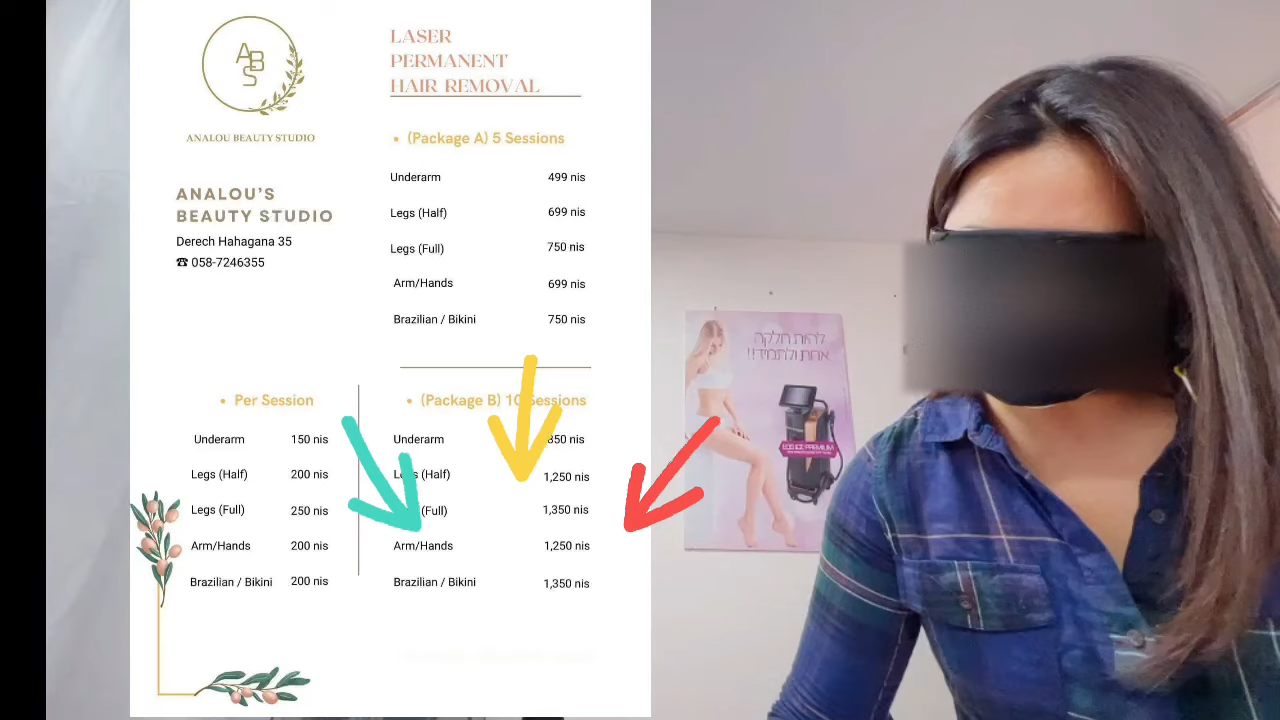 ABS
ANALOU BEAUTY STUDIO
ANALOU'S
BEAUTY STUDIO
Derech Hahagana 35
☎ 058-7246355
LASER
PERMANENT
HAIR REMOVAL
• (Package A) 5 Sessions
Underarm 499 nis
Legs (Half) 699 nis
Legs (Full) 750 nis
Arm/Hands 699 nis
Brazilian / Bikini 750 nis
• Per Session
Underarm 150 nis
Legs (Half) 200 nis
Legs (Full) 250 nis
Arm/Hands 200 nis
Brazilian / Bikini 200 nis
• (Package B) 10 Sessions
Underarm 850 nis
Legs (Half) 1,250 nis
(Full) 1,350 nis
Arm/Hands 1,250 nis
Brazilian / Bikini 1,350 nis
להיות חלקה
אחת ולתמיד!!